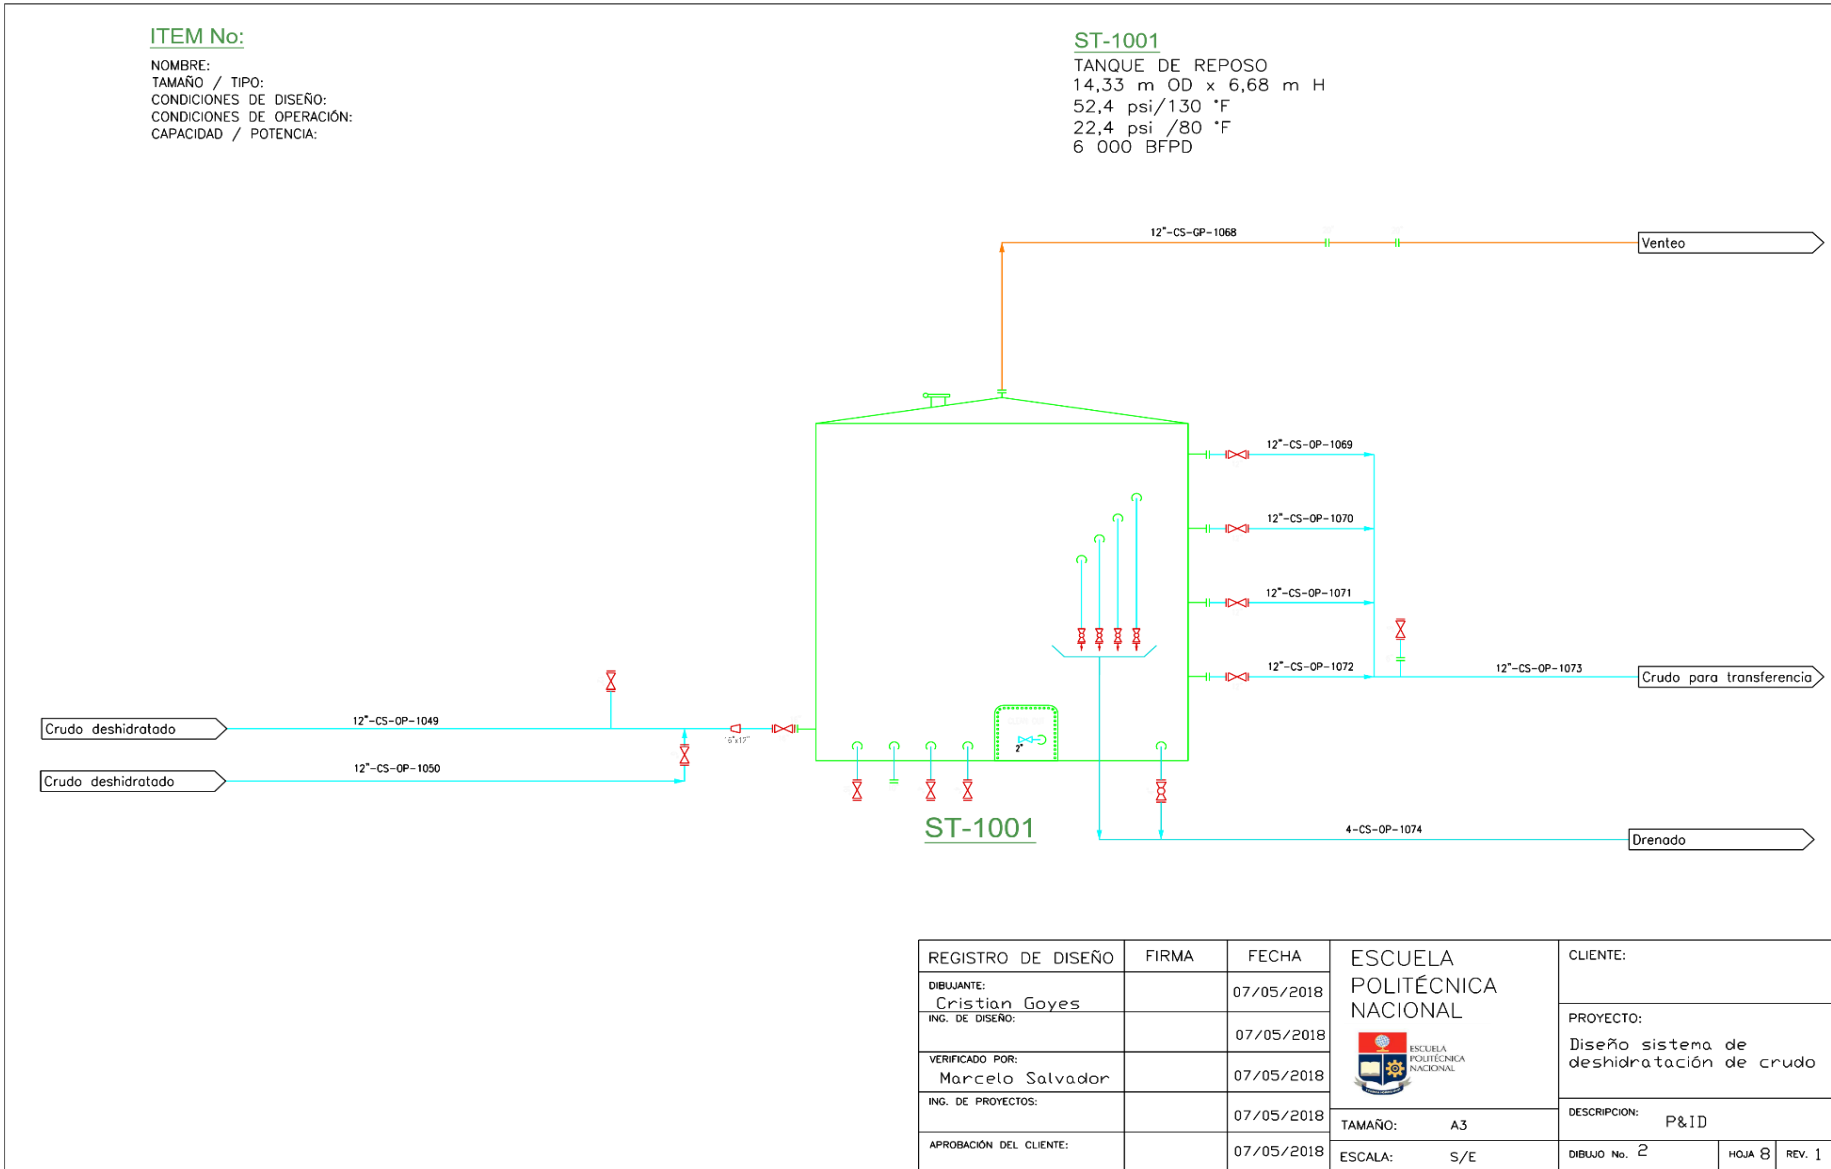 ITEM No:
NOMBRE:
TAMAÑO / TIPO:
CONDICIONES DE DISEÑO:
CONDICIONES DE OPERACIÓN:
CAPACIDAD / POTENCIA:
ST-1001
TANQUE DE REPOSO
14,33 m OD x 6,68 m H
52,4 psi/130 °F
22,4 psi /80 °F
6 000 BFPD
12"-CS-GP-1068
Venteo
12"-CS-OP-1069
12"-CS-OP-1070
12"-CS-OP-1071
12"-CS-OP-1072
12"-CS-OP-1073
Crudo para transferencia
Crudo deshidratado
12"-CS-OP-1049
Crudo deshidratado
12"-CS-OP-1050
2"
ST-1001
4-CS-OP-1074
Drenado
REGISTRO DE DISEÑO
FIRMA
FECHA
DIBUJANTE:
Cristian Goyes
07/05/2018
ING. DE DISEÑO:
07/05/2018
VERIFICADO POR:
Marcelo Salvador
07/05/2018
ING. DE PROYECTOS:
07/05/2018
APROBACIÓN DEL CLIENTE:
07/05/2018
ESCUELA
POLITÉCNICA
NACIONAL
ESCUELA
POLITÉCNICA
NACIONAL
TAMAÑO: A3
ESCALA: S/E
CLIENTE:
PROYECTO:
Diseño sistema de
deshidratación de crudo
DESCRIPCION:
P&ID
DIBUJO No. 2
HOJA 8
REV. 1